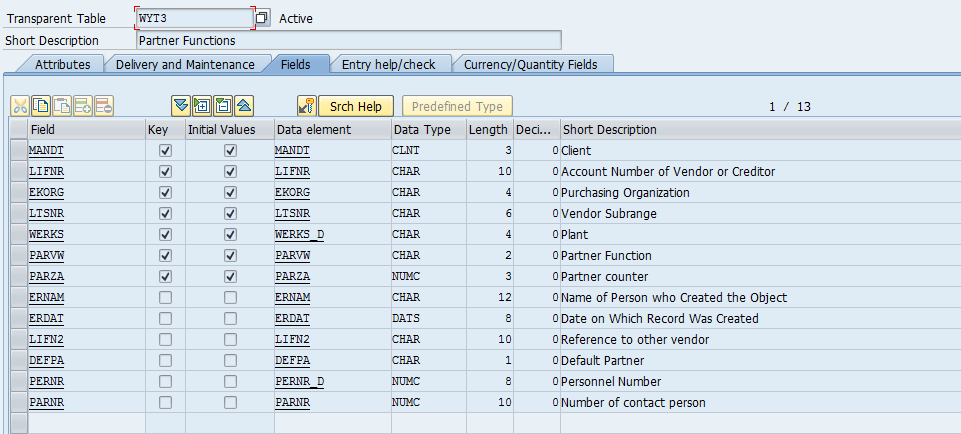 Transparent Table WYT3 Active
Short Description Partner Functions
Attributes Delivery and Maintenance Fields Entry help/check Currency/Quantity Fields
Srch Help Predefined Type 1 / 13
Field Key Initial Values Data element Data Type Length Deci... Short Description
MANDT MANDT CLNT 3 0 Client
LIFNR LIFNR CHAR 10 0 Account Number of Vendor or Creditor
EKORG EKORG CHAR 4 0 Purchasing Organization
LTSNR LTSNR CHAR 6 0 Vendor Subrange
WERKS WERKS_D CHAR 4 0 Plant
PARVW PARVW CHAR 2 0 Partner Function
PARZA PARZA NUMC 3 0 Partner counter
ERNAM ERNAM CHAR 12 0 Name of Person who Created the Object
ERDAT ERDAT DATS 8 0 Date on Which Record Was Created
LIFN2 LIFN2 CHAR 10 0 Reference to other vendor
DEFPA DEFPA CHAR 1 0 Default Partner
PERNR PERNR_D NUMC 8 0 Personnel Number
PARNR PARNR NUMC 10 0 Number of contact person